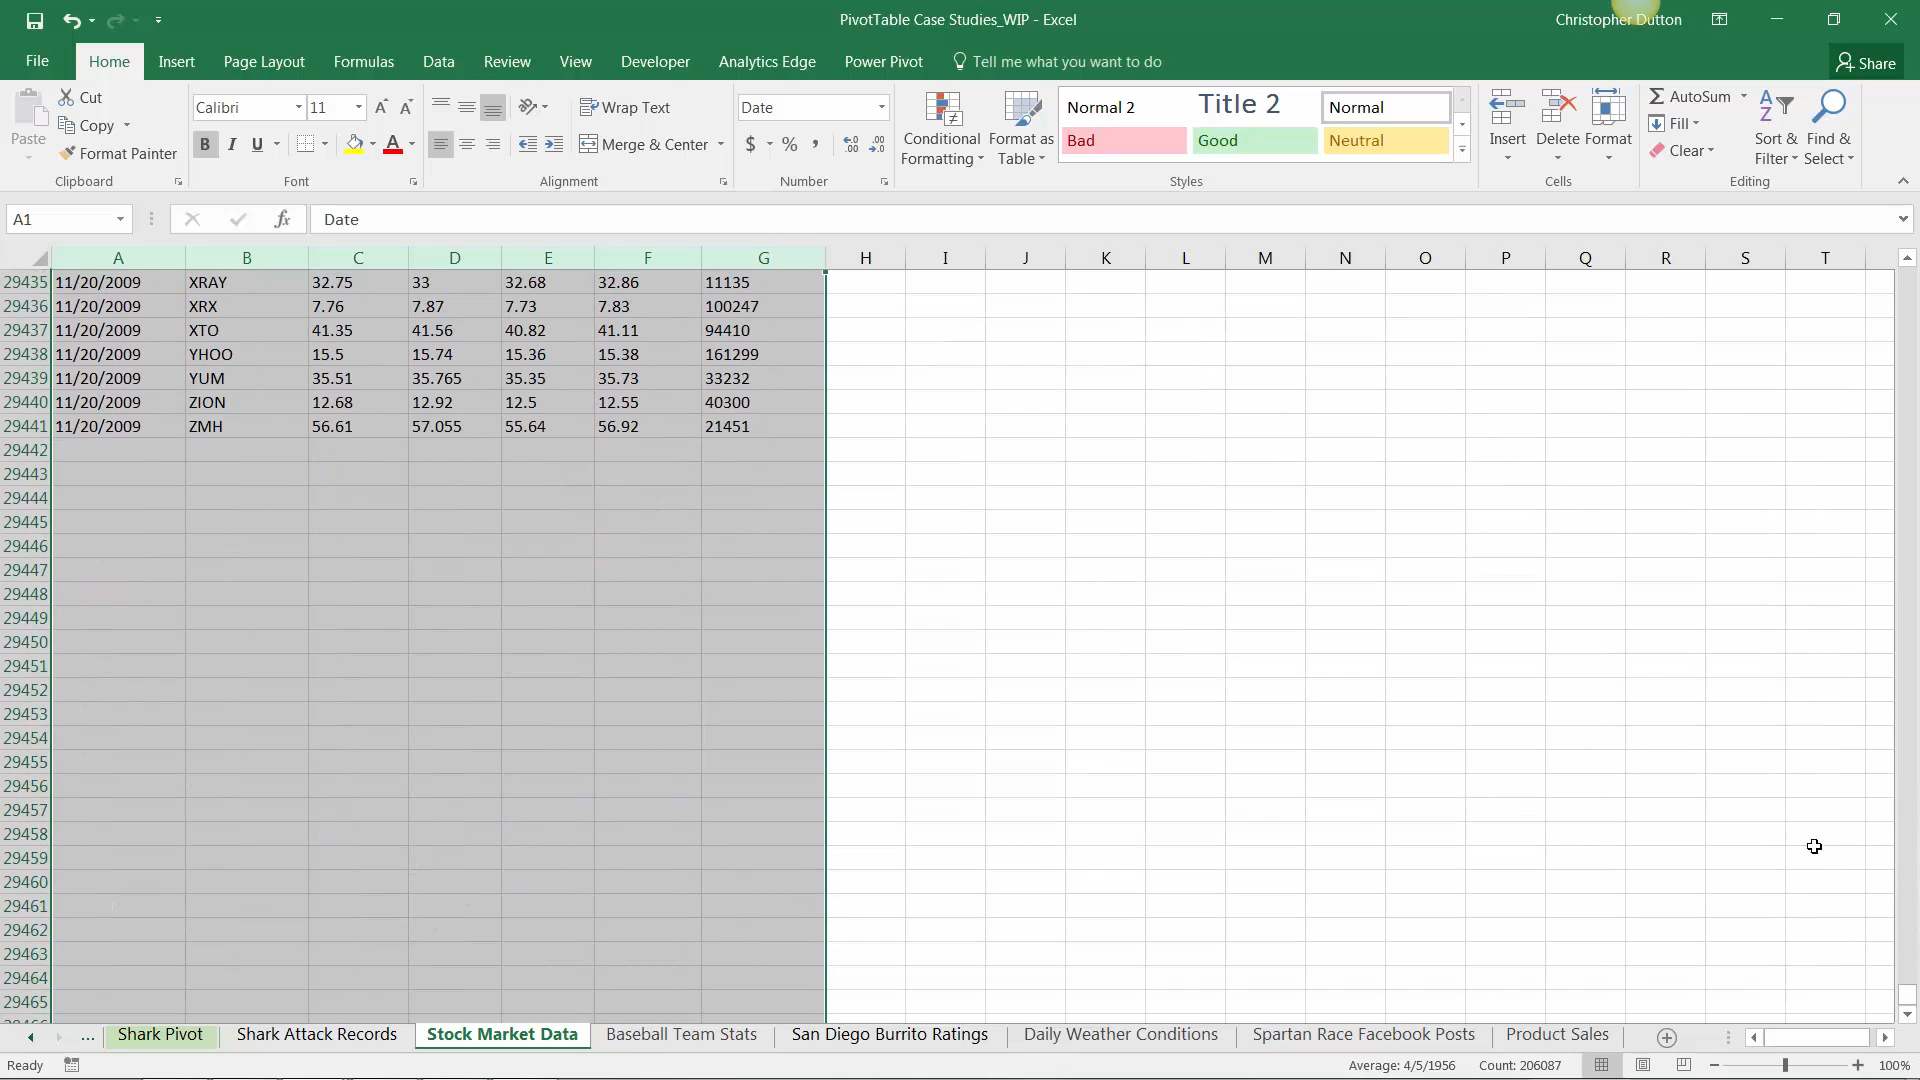 PivotTable Case Studies_WIP - Excel
Christopher Dutton
File Home Insert Page Layout Formulas Data Review View Developer Analytics Edge Power Pivot Tell me what you want to do Share
Paste
Cut
Copy
Format Painter
Clipboard
Calibri 11
B I U A
Font
Wrap Text
Merge & Center
Alignment
Date
$ % ,
Number
Conditional
Formatting
Format as
Table
Normal 2 Title 2 Normal
Bad Good Neutral
Styles
Insert Delete Format
Cells
AutoSum
Fill
Clear
Sort &
Filter
Find &
Select
Editing
A1 fx Date
A B C D E F G H I J K L M N O P Q R S T
29435 11/20/2009 XRAY 32.75 33 32.68 32.86 11135
29436 11/20/2009 XRX 7.76 7.87 7.73 7.83 100247
29437 11/20/2009 XTO 41.35 41.56 40.82 41.11 94410
29438 11/20/2009 YHOO 15.5 15.74 15.36 15.38 161299
29439 11/20/2009 YUM 35.51 35.765 35.35 35.73 33232
29440 11/20/2009 ZION 12.68 12.92 12.5 12.55 40300
29441 11/20/2009 ZMH 56.61 57.055 55.64 56.92 21451
29442
29443
29444
29445
29446
29447
29448
29449
29450
29451
29452
29453
29454
29455
29456
29457
29458
29459
29460
29461
29462
29463
29464
29465
... Shark Pivot Shark Attack Records Stock Market Data Baseball Team Stats San Diego Burrito Ratings Daily Weather Conditions Spartan Race Facebook Posts Product Sales
Ready Average: 4/5/1956 Count: 206087 100%